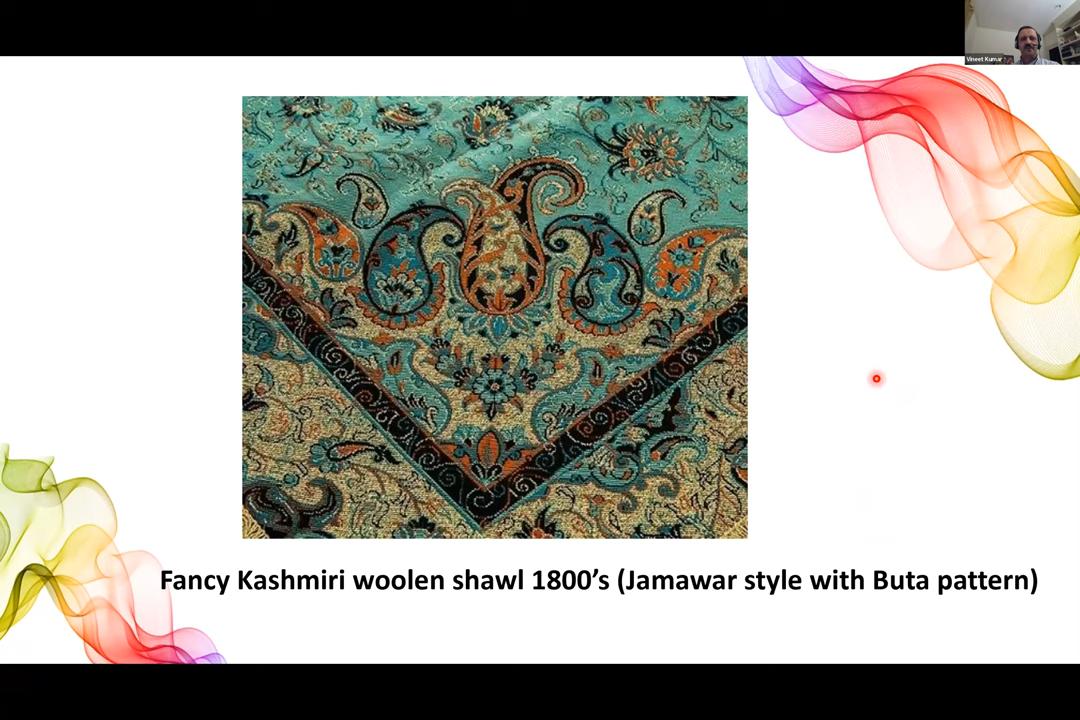 Vineet Kumar
Fancy Kashmiri woolen shawl 1800’s (Jamawar style with Buta pattern)